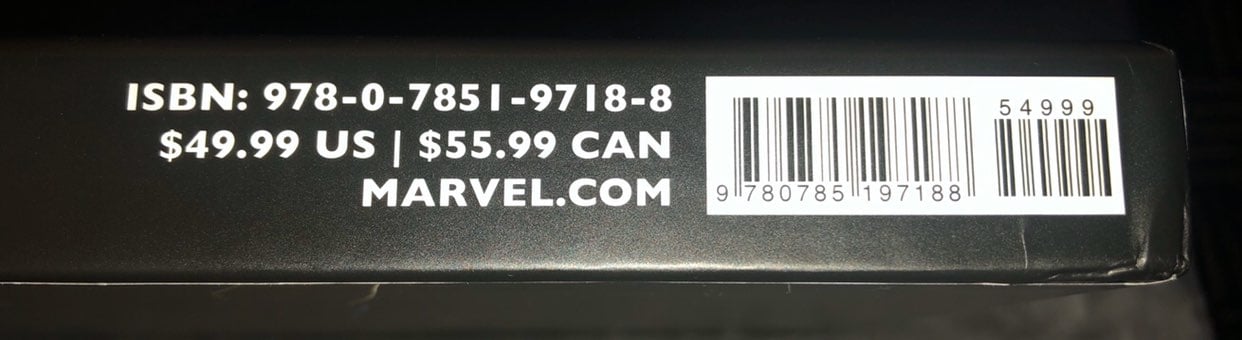 ISBN: 978-0-7851-9718-8
$49.99 US | $55.99 CAN
MARVEL.COM
54999
9 780785 197188